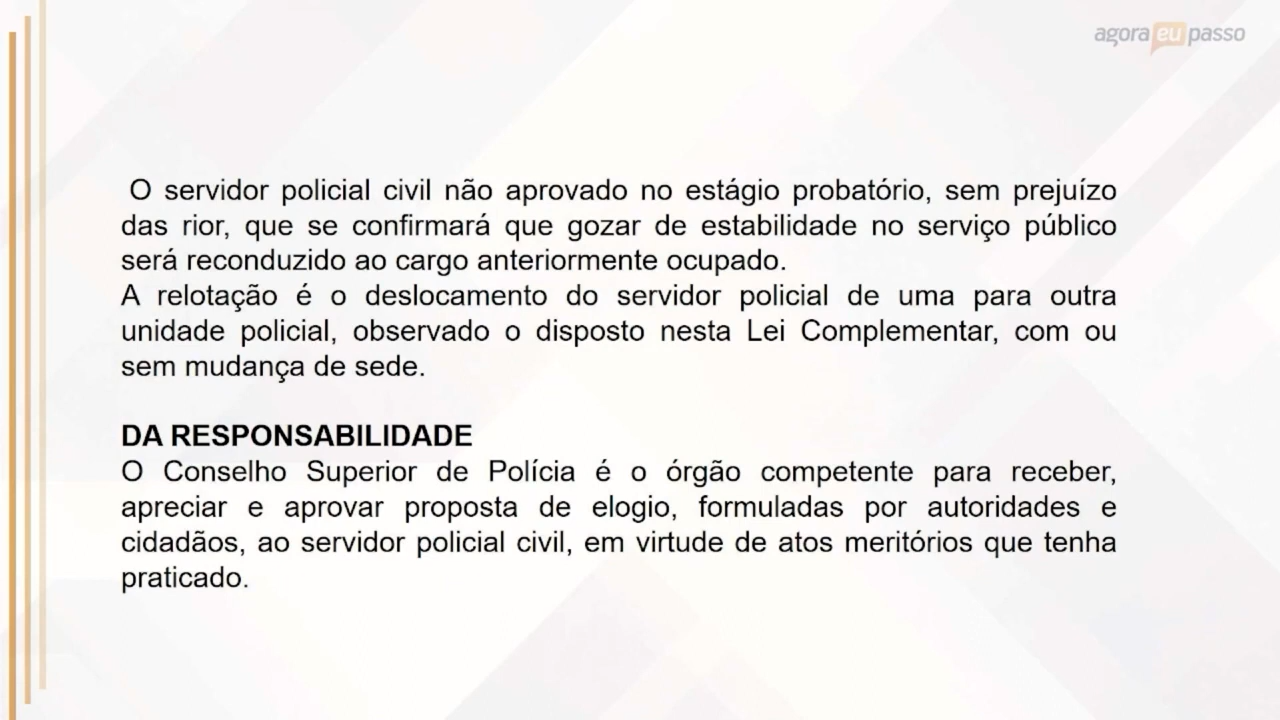 agora eu passo
O servidor policial civil não aprovado no estágio probatório, sem prejuízo
das rior, que se confirmará que gozar de estabilidade no serviço público
será reconduzido ao cargo anteriormente ocupado.
A relotação é o deslocamento do servidor policial de uma para outra
unidade policial, observado o disposto nesta Lei Complementar, com ou
sem mudança de sede.
DA RESPONSABILIDADE
O Conselho Superior de Polícia é o órgão competente para receber,
apreciar e aprovar proposta de elogio, formuladas por autoridades e
cidadãos, ao servidor policial civil, em virtude de atos meritórios que tenha
praticado.